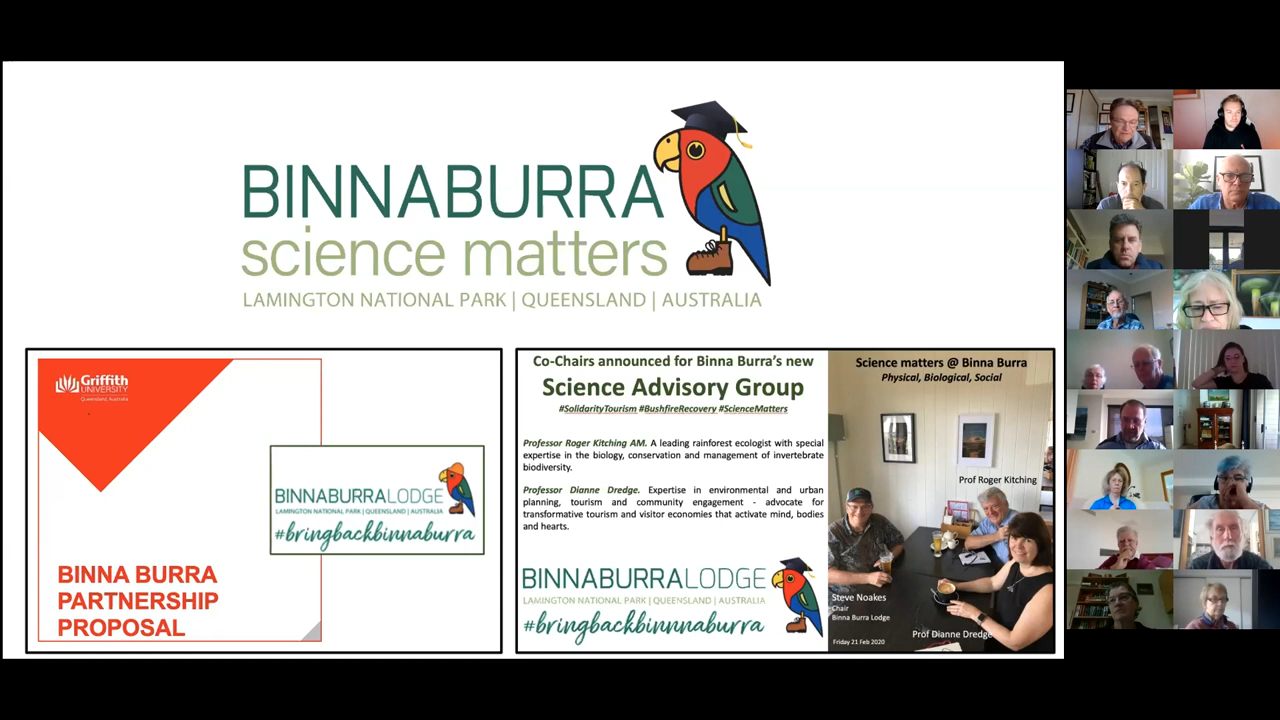 BINNABURRA
science matters
LAMINGTON NATIONAL PARK | QUEENSLAND | AUSTRALIA
Griffith
UNIVERSITY
Queensland, Australia
BINNABURRALODGE
LAMINGTON NATIONAL PARK | QUEENSLAND | AUSTRALIA
#bringbackbinnaburra
BINNA BURRA
PARTNERSHIP
PROPOSAL
Co-Chairs announced for Binna Burra's new
Science Advisory Group
#SolidarityTourism #BushfireRecovery #ScienceMatters
Professor Roger Kitching AM. A leading rainforest ecologist with special
expertise in the biology, conservation and management of invertebrate
biodiversity.
Professor Dianne Dredge. Expertise in environmental and urban
planning, tourism and community engagement - advocate for
transformative tourism and visitor economies that activate mind, bodies
and hearts.
BINNABURRALODGE
LAMINGTON NATIONAL PARK | QUEENSLAND | AUSTRALIA
#bringbackbinnnaburra
Science matters @ Binna Burra
Physical, Biological, Social
Prof Roger Kitching
Steve Noakes
Chair
Binna Burra Lodge
Prof Dianne Dredge
Friday 21 Feb 2020